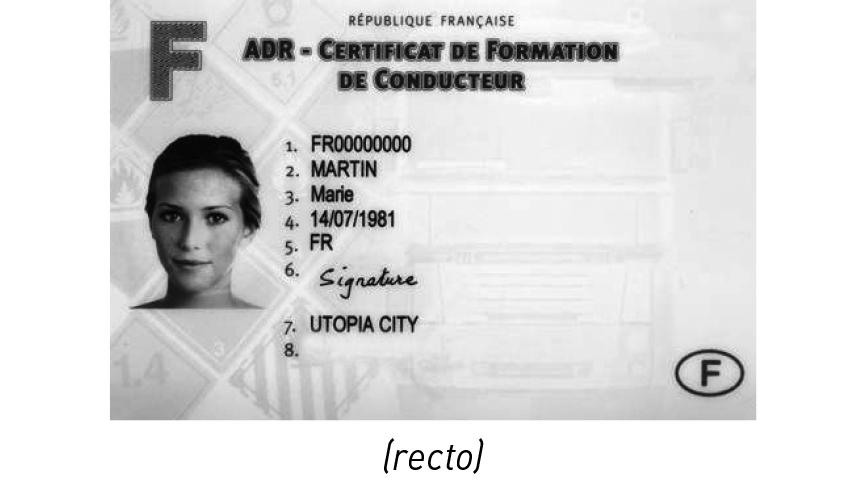 RÉPUBLIQUE FRANÇAISE
F
ADR - CERTIFICAT DE FORMATION
DE CONDUCTEUR
5.1
1. FR00000000
2. MARTIN
3. Marie
4. 14/07/1981
5. FR
6. Signature
7. UTOPIA CITY
8.
3
1.4
F
(recto)